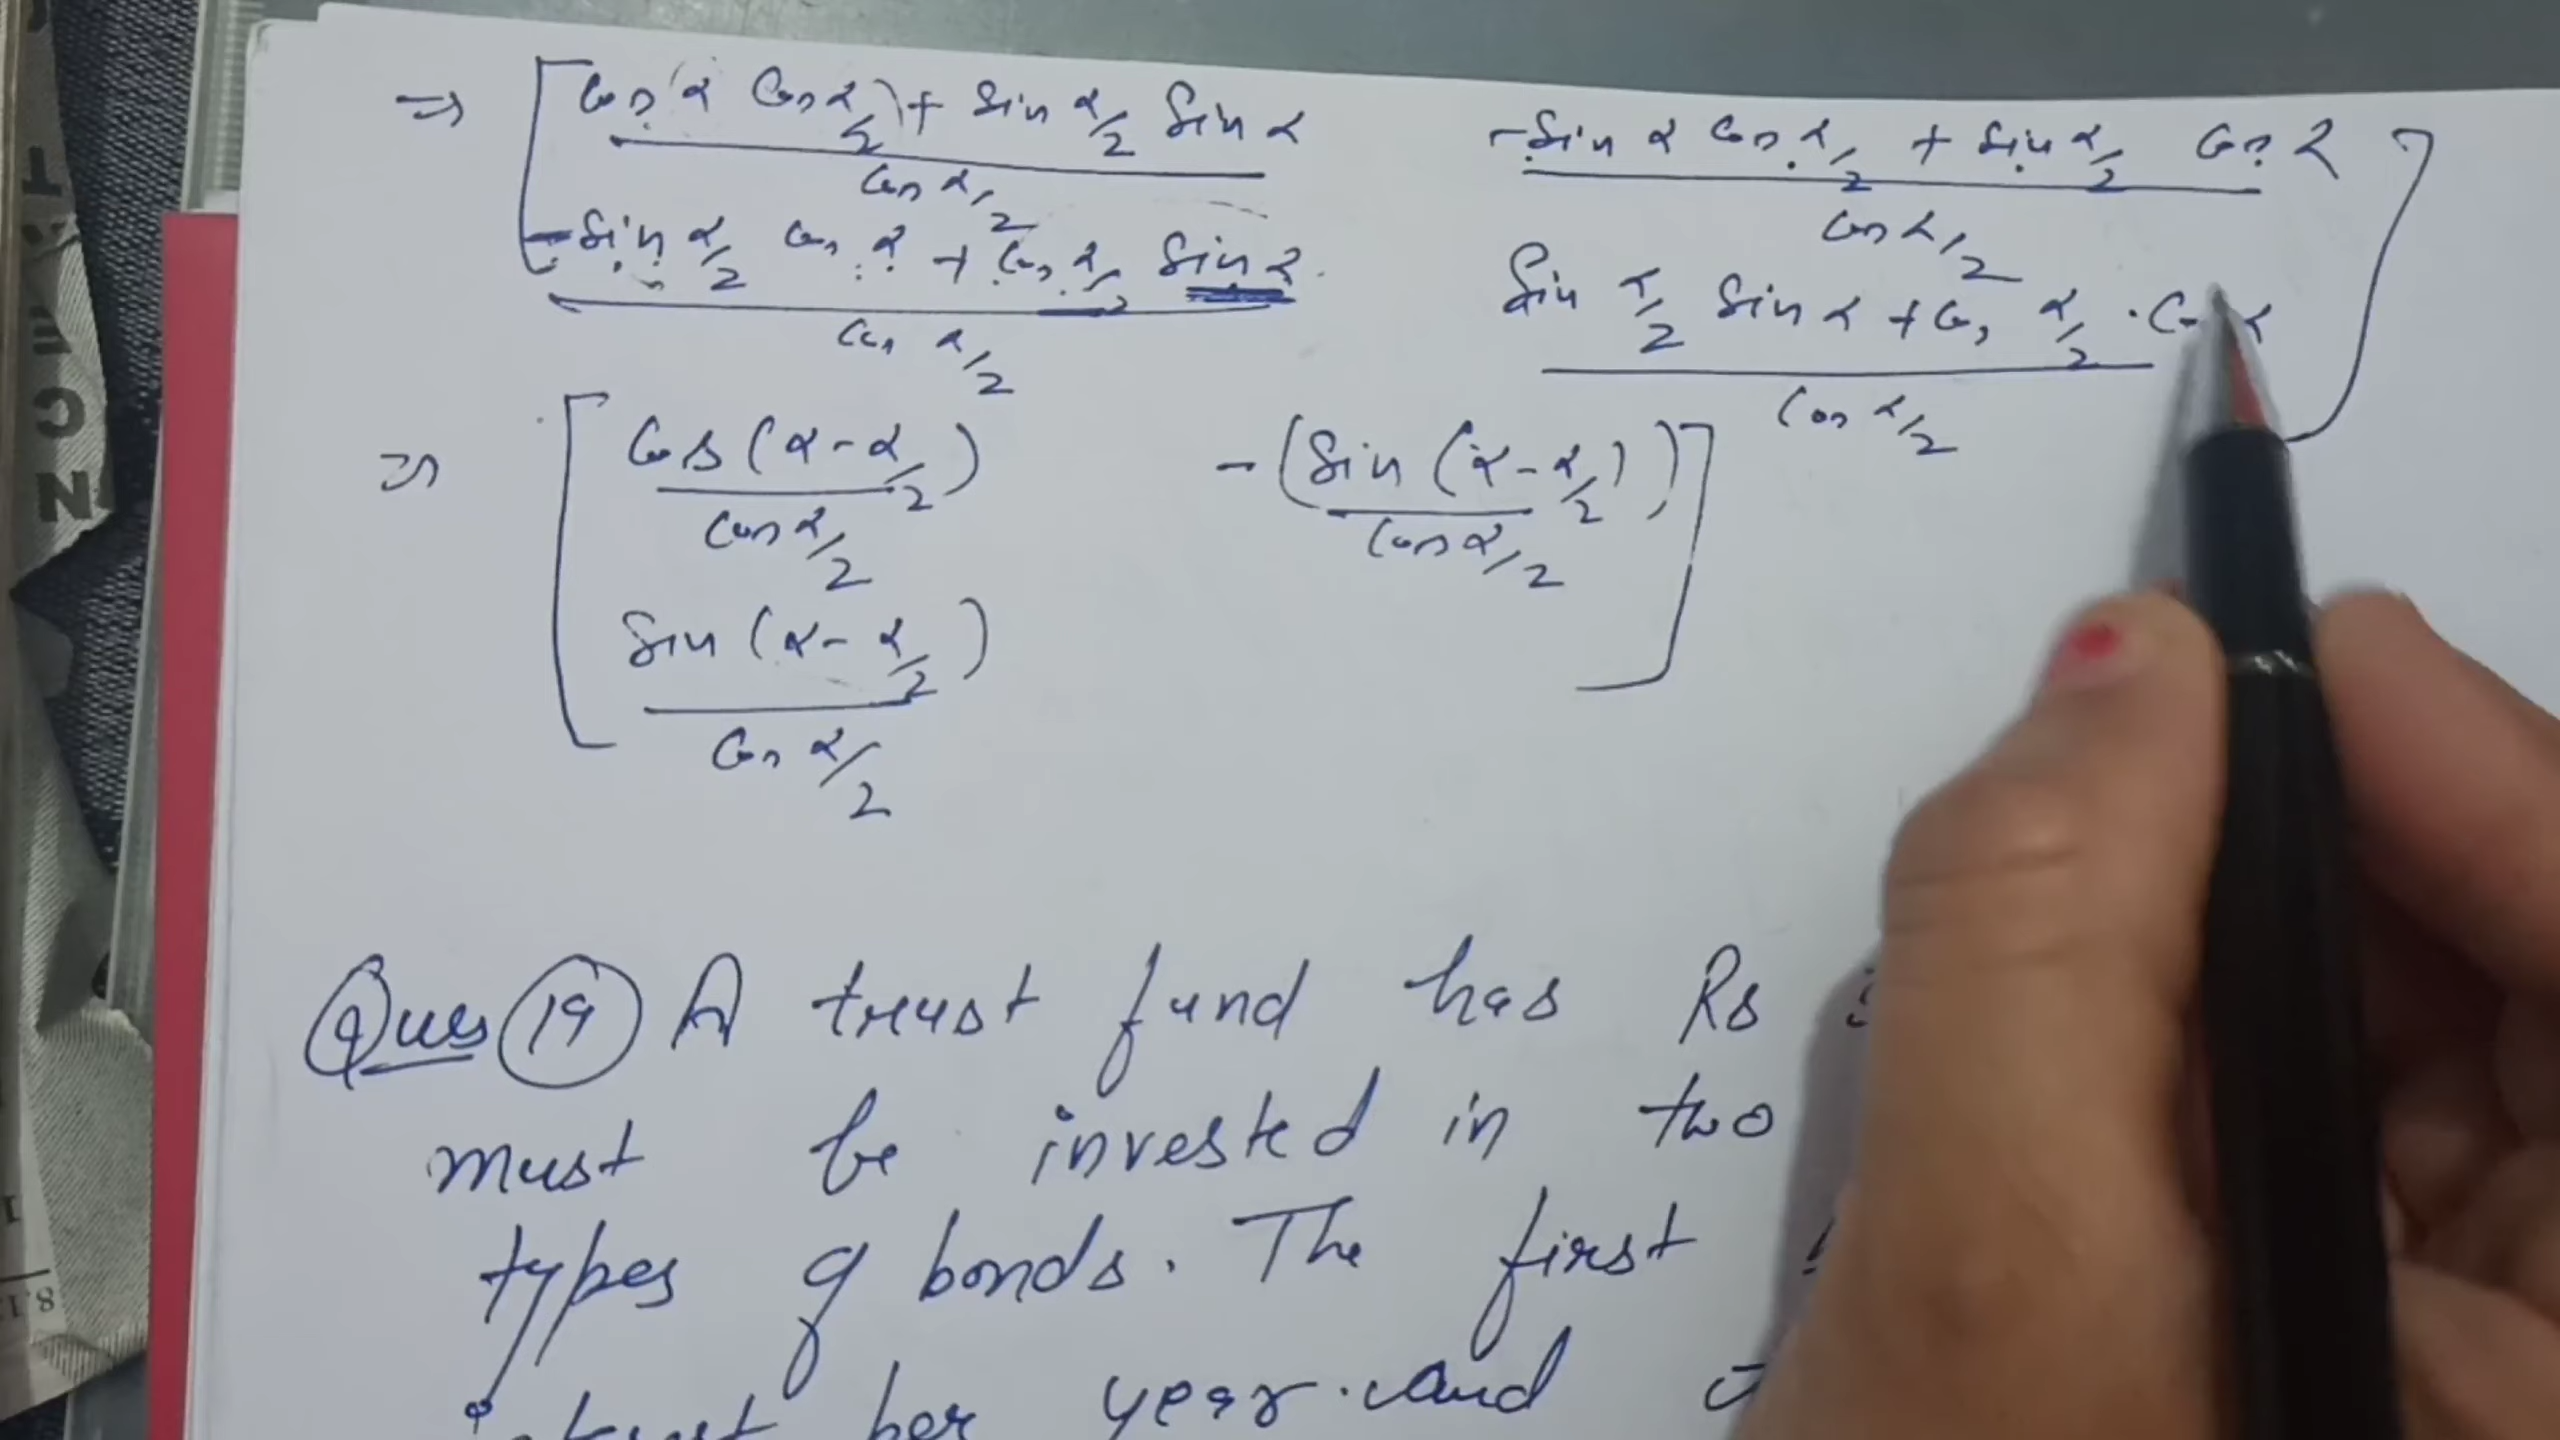 ⇒ [ Cos α Cos α/2 + Sin α/2 Sin α   -Sin α Cos α/2 + Sin α/2 Cos α ]
Cos α/2   Cos α/2
-Sin α/2 Cos α + Cos α/2 Sin α   Sin α/2 Sin α + Cos α/2 . Cos α
Cos α/2   Cos α/2
⇒ [ Cos (α - α/2)   - (Sin (α - α/2)) ]
Cos α/2   Cos α/2
Sin (α - α/2)
Cos α/2
Ques 19 A trust fund has Rs
must be invested in two
types of bonds. The first
per year. and
TECN